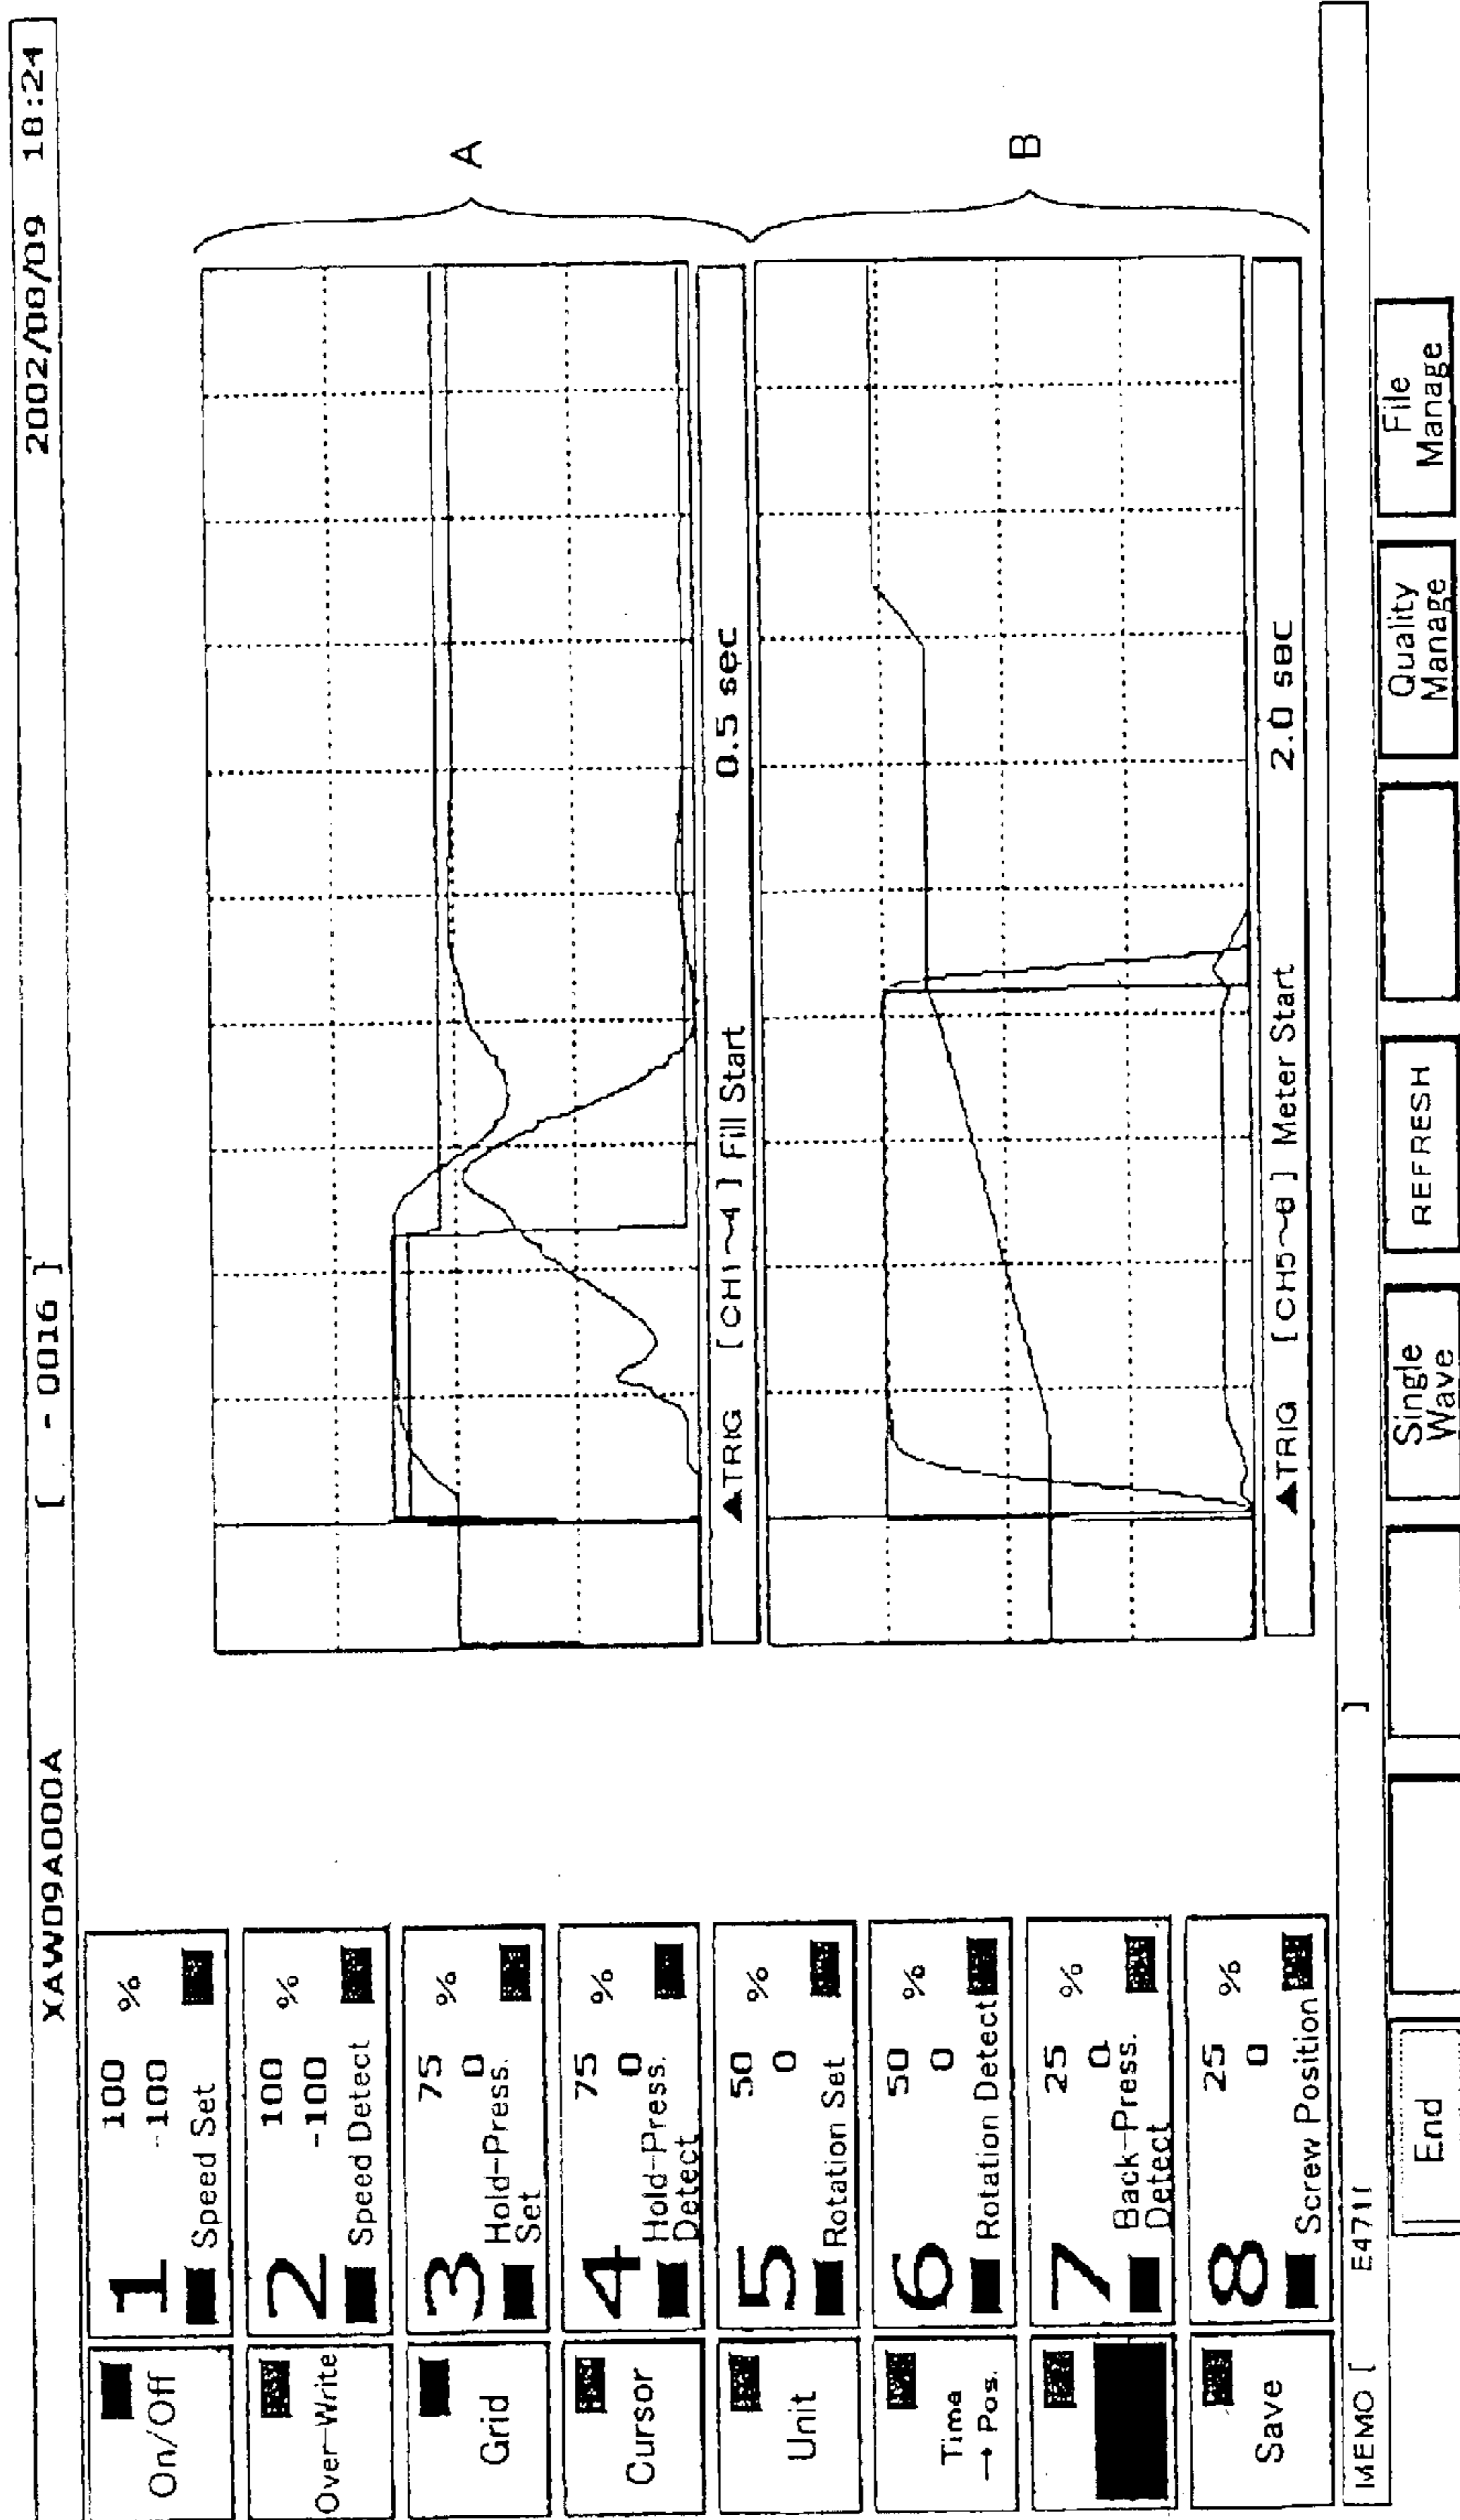 XAW09A000A [ - 0016 ] 2002/08/09 18:24
On/Off
1 100 %
-100
Speed Set
Over-Write
2 100 %
-100
Speed Detect
Grid
3 75 %
0
Hold-Press.
Set
Cursor
4 75 %
0
Hold-Press.
Detect
Unit
5 50 %
0
Rotation Set
Time
→ Pos.
6 50 %
0
Rotation Detect
7 25 %
0
Back-Press.
Detect
Save
8 25 %
0
Screw Position
A
▲TRIG [CH1~4] Fill Start 0.5 sec
B
▲TRIG [CH5~8] Meter Start 2.0 sec
MEMO [ E4711 ]
End
Single
Wave
REFRESH
Quality
Manage
File
Manage